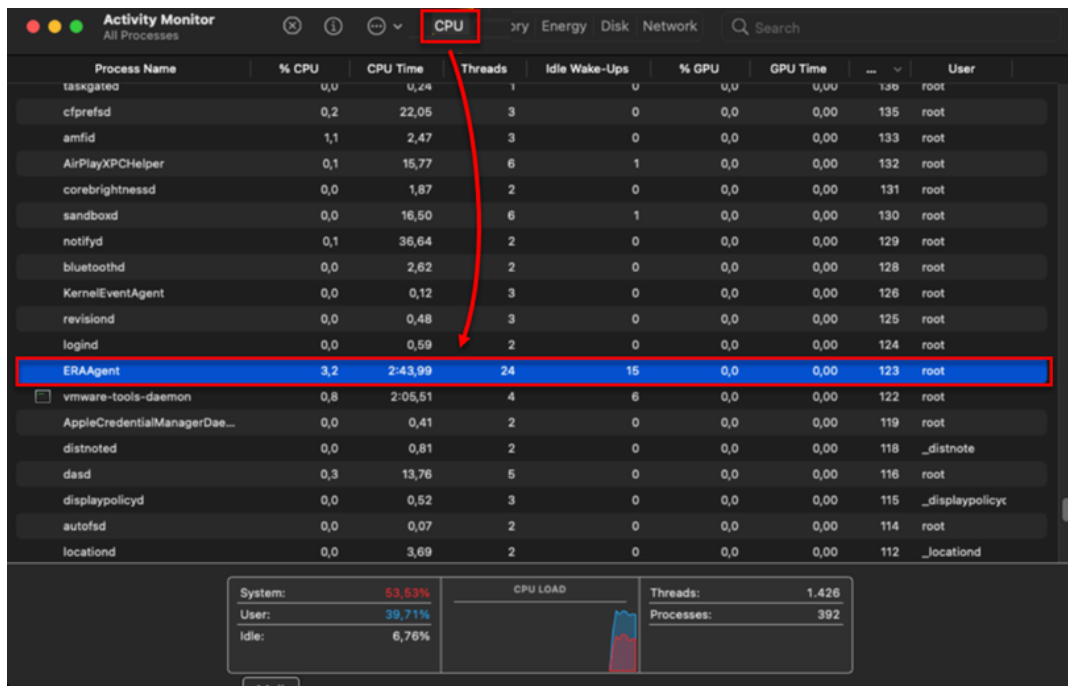 Activity Monitor
All Processes
CPU ory Energy Disk Network Search
Process Name % CPU CPU Time Threads Idle Wake-Ups % GPU GPU Time ... User
taskgated 0,0 0,24 1 0 0,0 0,00 136 root
cfprefsd 0,2 22,05 3 0 0,0 0,00 135 root
amfid 1,1 2,47 3 0 0,0 0,00 133 root
AirPlayXPCHelper 0,1 15,77 6 1 0,0 0,00 132 root
corebrightnessd 0,0 1,87 2 0 0,0 0,00 131 root
sandboxd 0,0 16,50 6 1 0,0 0,00 130 root
notifyd 0,1 36,64 2 0 0,0 0,00 129 root
bluetoothd 0,0 2,62 2 0 0,0 0,00 128 root
KernelEventAgent 0,0 0,12 3 0 0,0 0,00 126 root
revisiond 0,0 0,48 3 0 0,0 0,00 125 root
logind 0,0 0,59 2 0 0,0 0,00 124 root
ERAAgent 3,2 2:43,99 24 15 0,0 0,00 123 root
vmware-tools-daemon 0,8 2:05,51 4 6 0,0 0,00 122 root
AppleCredentialManagerDae... 0,0 0,41 2 0 0,0 0,00 119 root
distnoted 0,0 0,81 2 0 0,0 0,00 118 _distnote
dasd 0,3 13,76 5 0 0,0 0,00 116 root
displaypolicyd 0,0 0,52 3 0 0,0 0,00 115 _displaypolicyc
autofsd 0,0 0,07 2 0 0,0 0,00 114 root
locationd 0,0 3,69 2 0 0,0 0,00 112 _locationd
System: 53,53% CPU LOAD Threads: 1.426
User: 39,71% Processes: 392
Idle: 6,76%